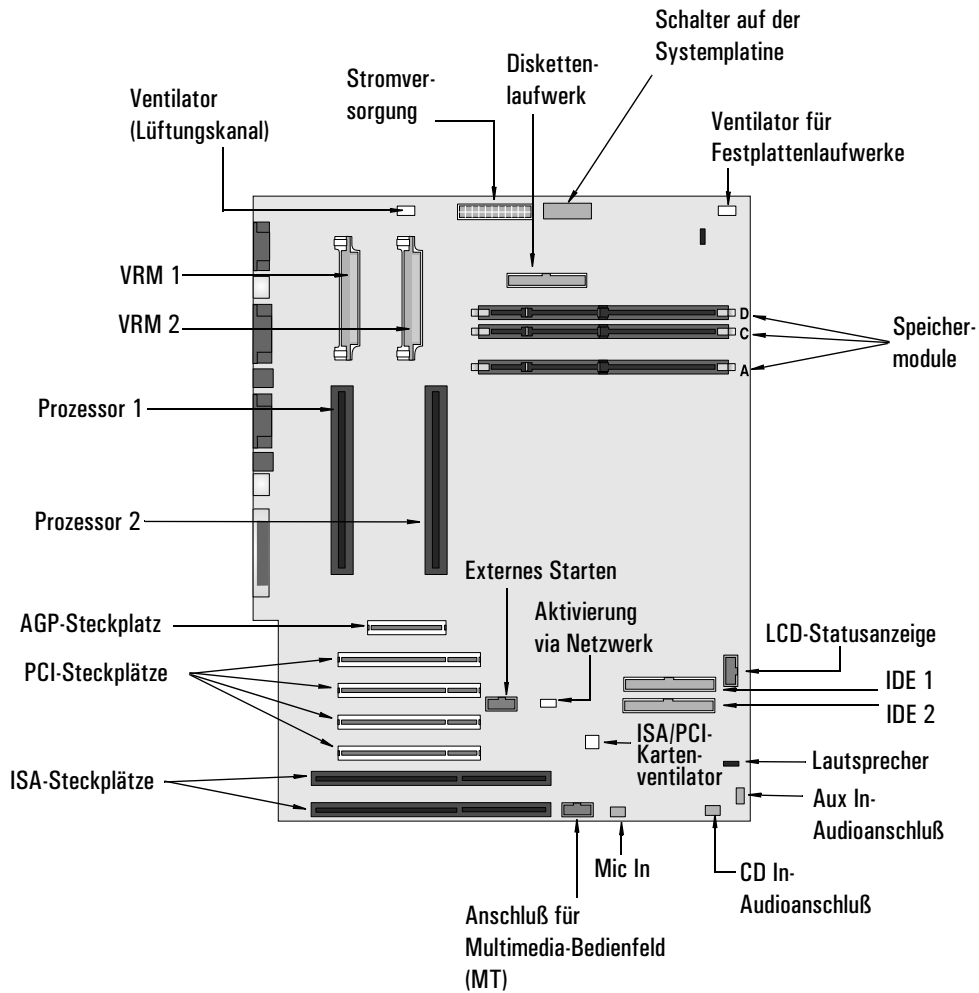 Schalter auf der
Systemplatine
Disketten-
laufwerk
Stromver-
sorgung
Ventilator
(Lüftungskanal)
Ventilator für
Festplattenlaufwerke
VRM 1
VRM 2
D
C
A
Speicher-
module
Prozessor 1
Prozessor 2
Externes Starten
Aktivierung
via Netzwerk
AGP-Steckplatz
LCD-Statusanzeige
PCI-Steckplätze
IDE 1
IDE 2
ISA/PCI-
Karten-
ventilator
ISA-Steckplätze
Lautsprecher
Aux In-
Audioanschluß
Mic In
CD In-
Audioanschluß
Anschluß für
Multimedia-Bedienfeld
(MT)